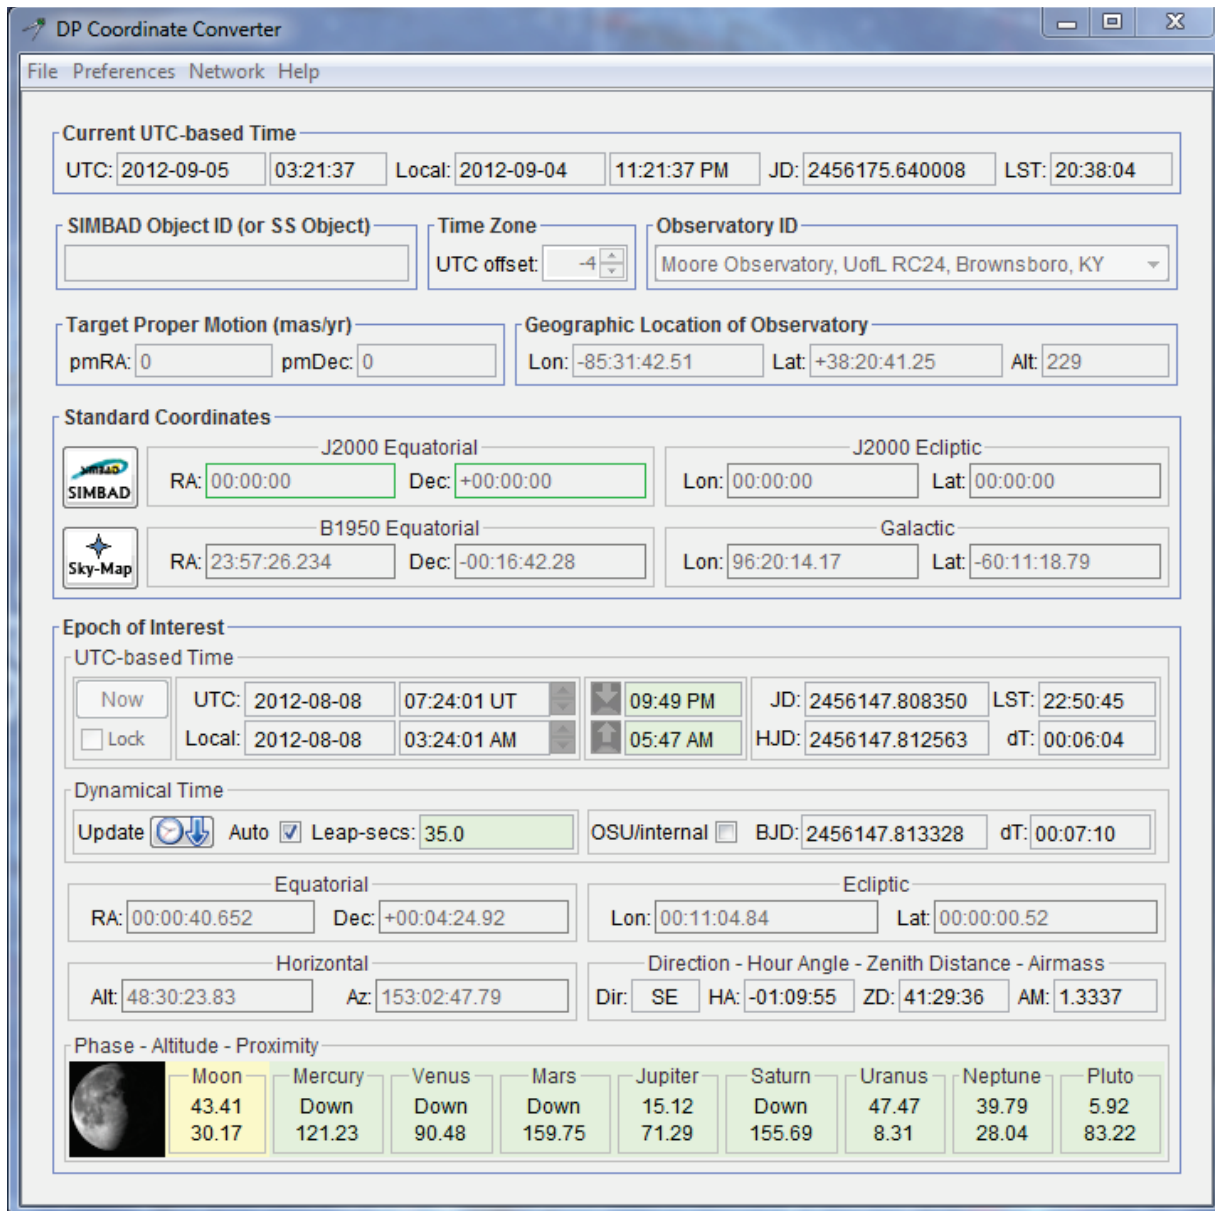 DP Coordinate Converter
File Preferences Network Help
Current UTC-based Time
UTC: 2012-09-05 03:21:37 Local: 2012-09-04 11:21:37 PM JD: 2456175.640008 LST: 20:38:04
SIMBAD Object ID (or SS Object) Time Zone Observatory ID
UTC offset: -4 Moore Observatory, UofL RC24, Brownsboro, KY
Target Proper Motion (mas/yr) Geographic Location of Observatory
pmRA: 0 pmDec: 0 Lon: -85:31:42.51 Lat: +38:20:41.25 Alt: 229
Standard Coordinates
J2000 Equatorial J2000 Ecliptic
SIMBAD RA: 00:00:00 Dec: +00:00:00 Lon: 00:00:00 Lat: 00:00:00
B1950 Equatorial Galactic
Sky-Map RA: 23:57:26.234 Dec: -00:16:42.28 Lon: 96:20:14.17 Lat: -60:11:18.79
Epoch of Interest
UTC-based Time
Now UTC: 2012-08-08 07:24:01 UT 09:49 PM JD: 2456147.808350 LST: 22:50:45
Lock Local: 2012-08-08 03:24:01 AM 05:47 AM HJD: 2456147.812563 dT: 00:06:04
Dynamical Time
Update Auto Leap-secs: 35.0 OSU/internal BJD: 2456147.813328 dT: 00:07:10
Equatorial Ecliptic
RA: 00:00:40.652 Dec: +00:04:24.92 Lon: 00:11:04.84 Lat: 00:00:00.52
Horizontal Direction - Hour Angle - Zenith Distance - Airmass
Alt: 48:30:23.83 Az: 153:02:47.79 Dir: SE HA: -01:09:55 ZD: 41:29:36 AM: 1.3337
Phase - Altitude - Proximity
Moon Mercury Venus Mars Jupiter Saturn Uranus Neptune Pluto
43.41 Down Down Down 15.12 Down 47.47 39.79 5.92
30.17 121.23 90.48 159.75 71.29 155.69 8.31 28.04 83.22